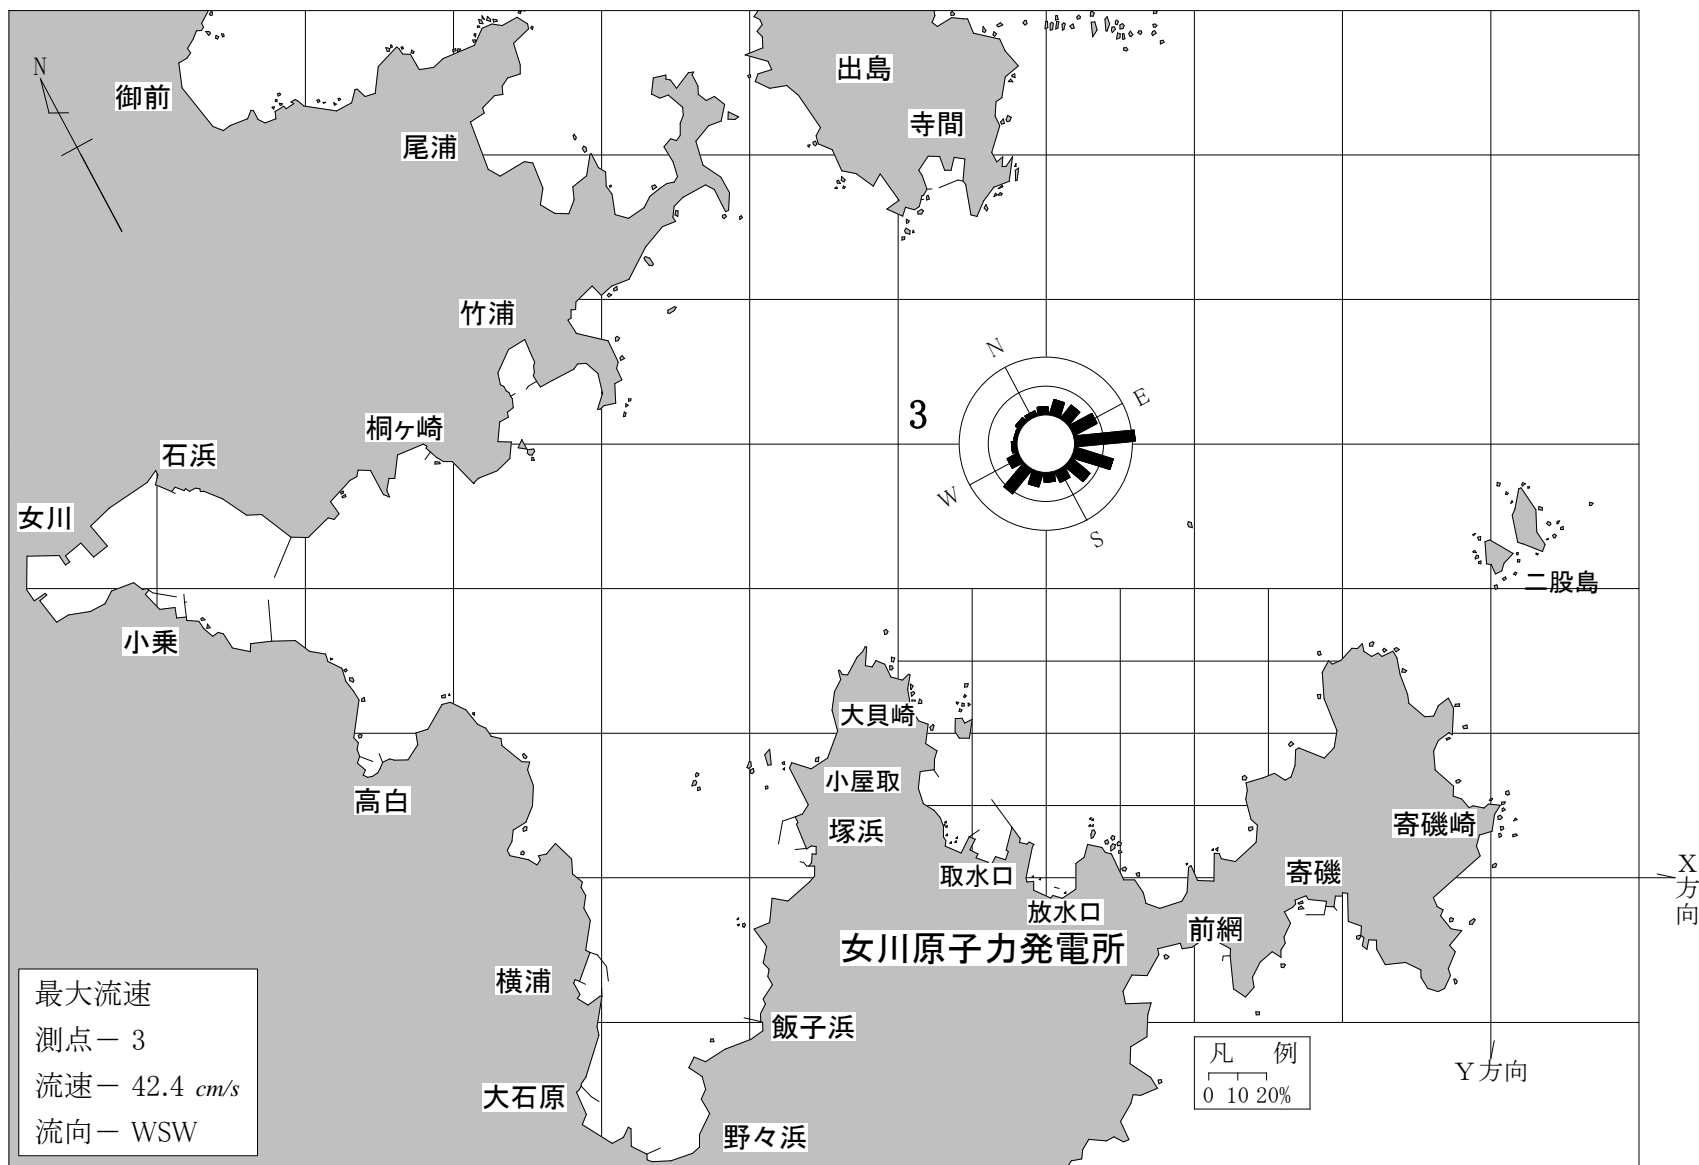 N
御前
出島
寺間
尾浦
竹浦
N
E
3
桐ヶ崎
石浜
W
S
女川
二股島
小乗
大貝崎
小屋取
高白
塚浜
寄磯崎
取水口
寄磯
X方向
放水口
前網
女川原子力発電所
横浦
飯子浜
最大流速
測点－ 3
流速－ 42.4 cm/s
流向－ WSW
凡 例
0 10 20%
Y方向
大石原
野々浜